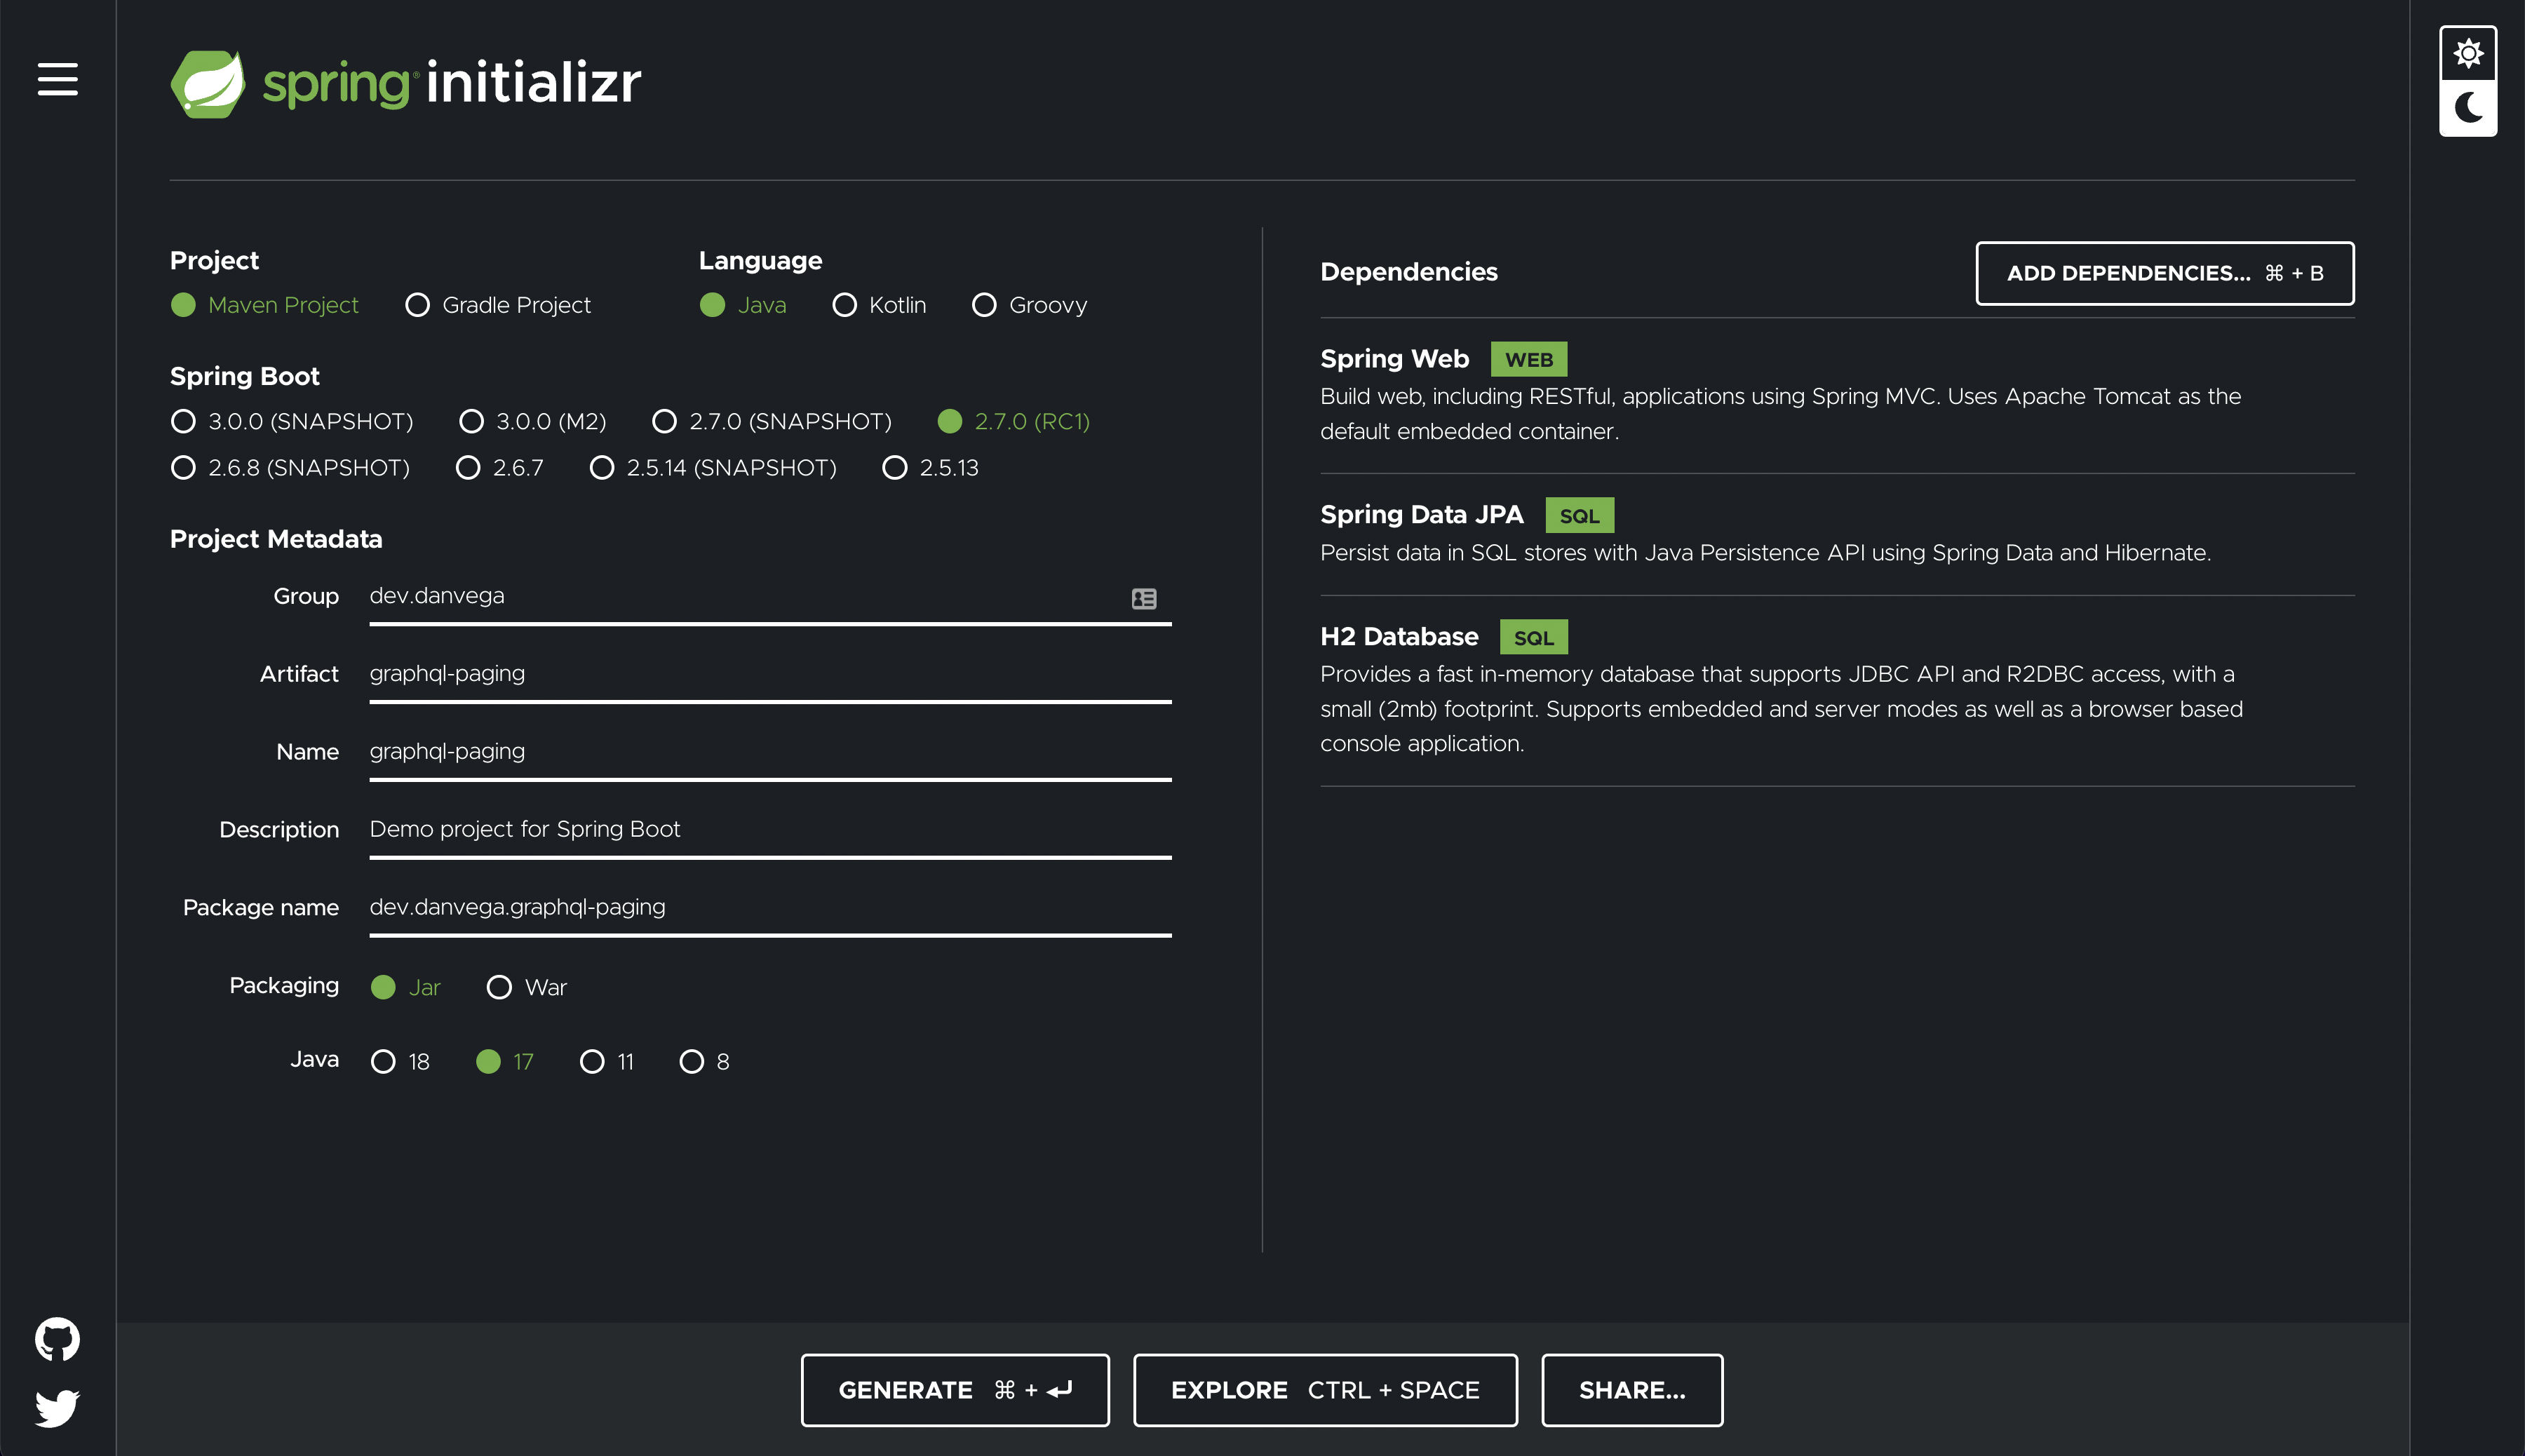 spring® initializr
Project
Maven Project Gradle Project
Language
Java Kotlin Groovy
Spring Boot
3.0.0 (SNAPSHOT) 3.0.0 (M2) 2.7.0 (SNAPSHOT) 2.7.0 (RC1)
2.6.8 (SNAPSHOT) 2.6.7 2.5.14 (SNAPSHOT) 2.5.13
Project Metadata
Group dev.danvega
Artifact graphql-paging
Name graphql-paging
Description Demo project for Spring Boot
Package name dev.danvega.graphql-paging
Packaging Jar War
Java 18 17 11 8
Dependencies
ADD DEPENDENCIES... ⌘ + B
Spring Web WEB
Build web, including RESTful, applications using Spring MVC. Uses Apache Tomcat as the
default embedded container.
Spring Data JPA SQL
Persist data in SQL stores with Java Persistence API using Spring Data and Hibernate.
H2 Database SQL
Provides a fast in-memory database that supports JDBC API and R2DBC access, with a
small (2mb) footprint. Supports embedded and server modes as well as a browser based
console application.
GENERATE ⌘ + ⏎
EXPLORE CTRL + SPACE
SHARE...